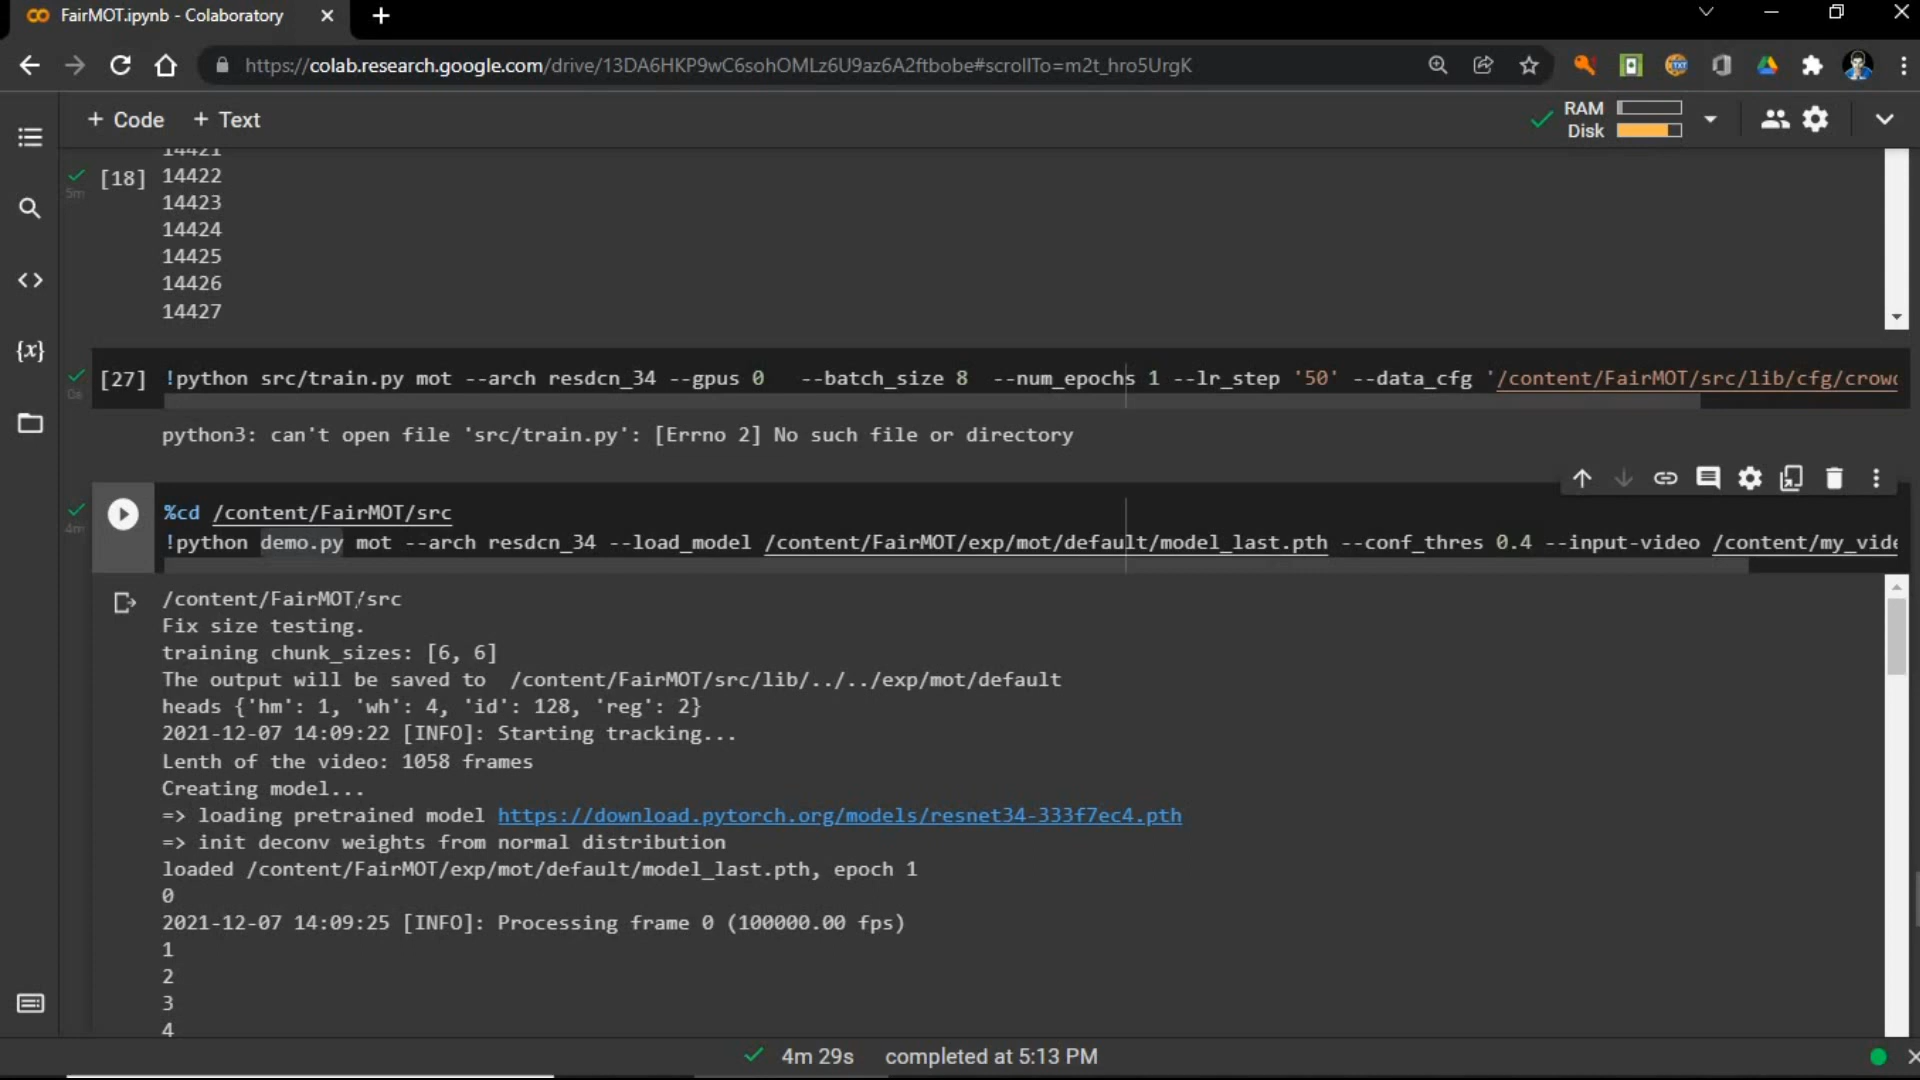 FairMOT.ipynb - Colaboratory
https://colab.research.google.com/drive/13DA6HKP9wC6sohOMLz6U9az6A2ftbobe#scrollTo=m2t_hro5UrgK
+ Code + Text
RAM
Disk
14421
[18] 14422
5m
14423
14424
14425
14426
14427
[27] !python src/train.py mot --arch resdcn_34 --gpus 0 --batch_size 8 --num_epochs 1 --lr_step '50' --data_cfg '/content/FairMOT/src/lib/cfg/crowd
0s
python3: can't open file 'src/train.py': [Errno 2] No such file or directory
%cd /content/FairMOT/src
4m
!python demo.py mot --arch resdcn_34 --load_model /content/FairMOT/exp/mot/default/model_last.pth --conf_thres 0.4 --input-video /content/my_vide
/content/FairMOT/src
Fix size testing.
training chunk_sizes: [6, 6]
The output will be saved to /content/FairMOT/src/lib/../../exp/mot/default
heads {'hm': 1, 'wh': 4, 'id': 128, 'reg': 2}
2021-12-07 14:09:22 [INFO]: Starting tracking...
Lenth of the video: 1058 frames
Creating model...
=> loading pretrained model https://download.pytorch.org/models/resnet34-333f7ec4.pth
=> init deconv weights from normal distribution
loaded /content/FairMOT/exp/mot/default/model_last.pth, epoch 1
0
2021-12-07 14:09:25 [INFO]: Processing frame 0 (100000.00 fps)
1
2
3
4
4m 29s completed at 5:13 PM